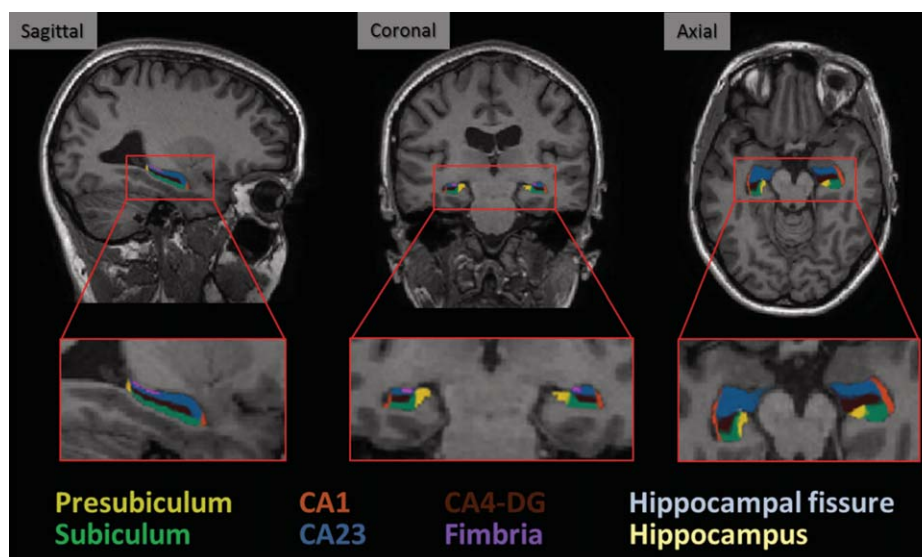 Sagittal Coronal Axial
Presubiculum CA1 CA4-DG Hippocampal fissure
Subiculum CA23 Fimbria Hippocampus